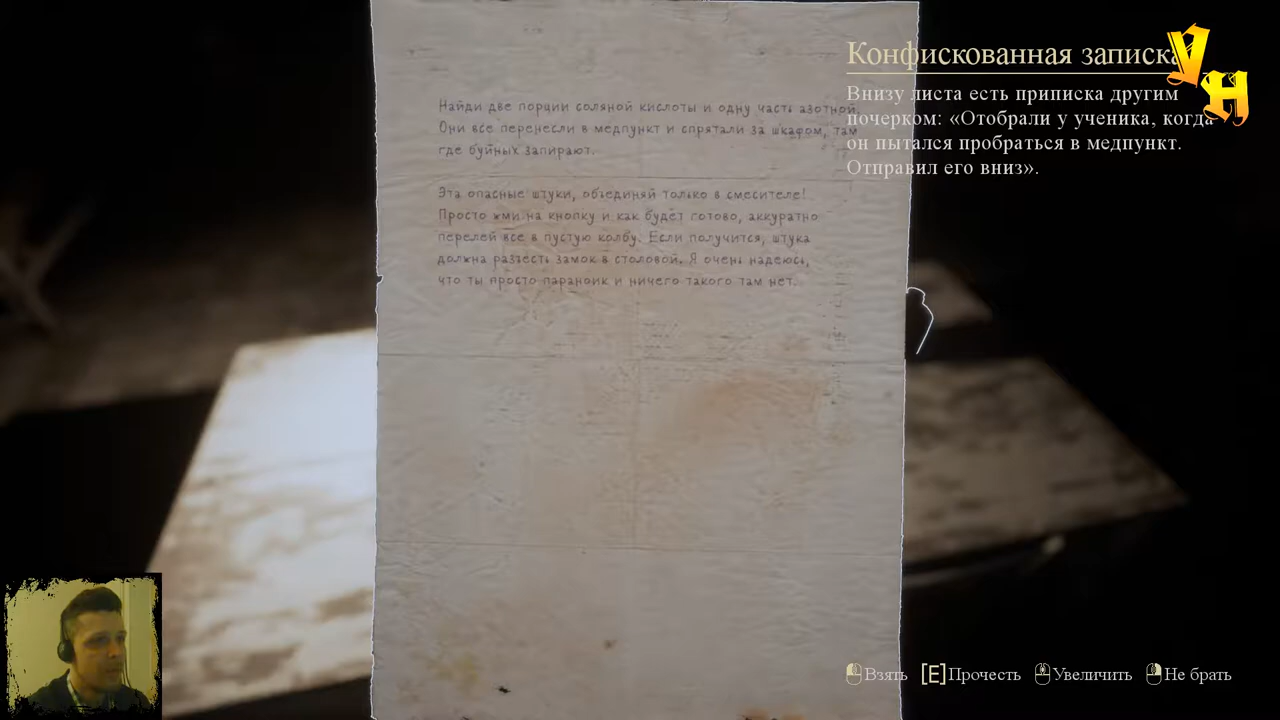 Найди две порции соляной кислоты и одну часть азотной.
Они все перенесли в медпункт и спрятали за шкафом, там
где буйных запирают.
Эта опасные штуки, объединяй только в смесителе!
Просто жми на кнопку и как будет готово, аккуратно
перелей все в пустую колбу. Если получится, штука
должна разъесть замок в столовой. Я очень надеюсь,
что ты просто параноик и ничего такого там нет.
Конфискованная записка
Внизу листа есть приписка другим
почерком: «Отобрали у ученика, когда
он пытался пробраться в медпункт.
Отправил его вниз».
УН
Взять [E] Прочесть Увеличить Не брать